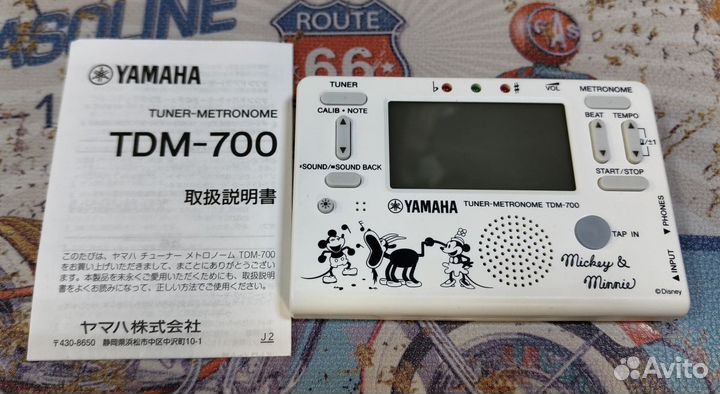 GASOLINE
ROUTE
66
GAS
YAMAHA
TUNER-METRONOME
TDM-700
取扱説明書
このたびは、ヤマハ チューナー メトロノーム TDM-700
をお買い上げいただきまして、まことにありがとうござい
ます。本製品を末永くご使用いただくためにも、取扱説明
書をよくお読みになって、正しい方法でご使用ください。
ヤマハ株式会社
〒430-8650 静岡県浜松市中区中沢町10-1
J2
TUNER
♭ ♯
VOL
METRONOME
CALIB • NOTE
BEAT TEMPO
SOUND/ SOUND BACK
START/STOP
YAMAHA TUNER-METRONOME TDM-700
TAP IN
▶ PHONES
▲ INPUT
Mickey &
Minnie
©Disney
Avito